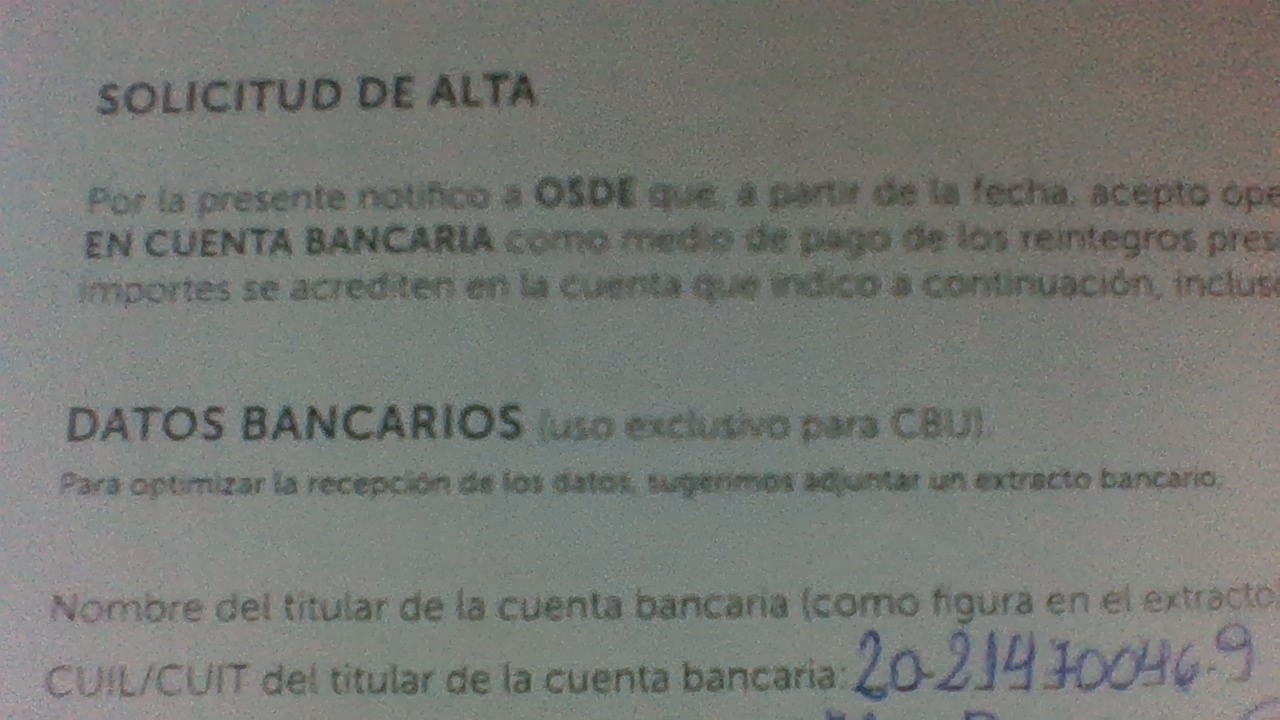 SOLICITUD DE ALTA
Por la presente notifico a OSDE que, a partir de la fecha, acepto ope
EN CUENTA BANCARIA como medio de pago de los reintegros pres
importes se acrediten en la cuenta que indico a continuación, inclus
DATOS BANCARIOS (uso exclusivo para CBU)
Para optimizar la recepción de los datos, sugerimos adjuntar un extracto bancario.
Nombre del titular de la cuenta bancaria (como figura en el extracto
CUIL/CUIT del titular de la cuenta bancaria: 20-21470046-9